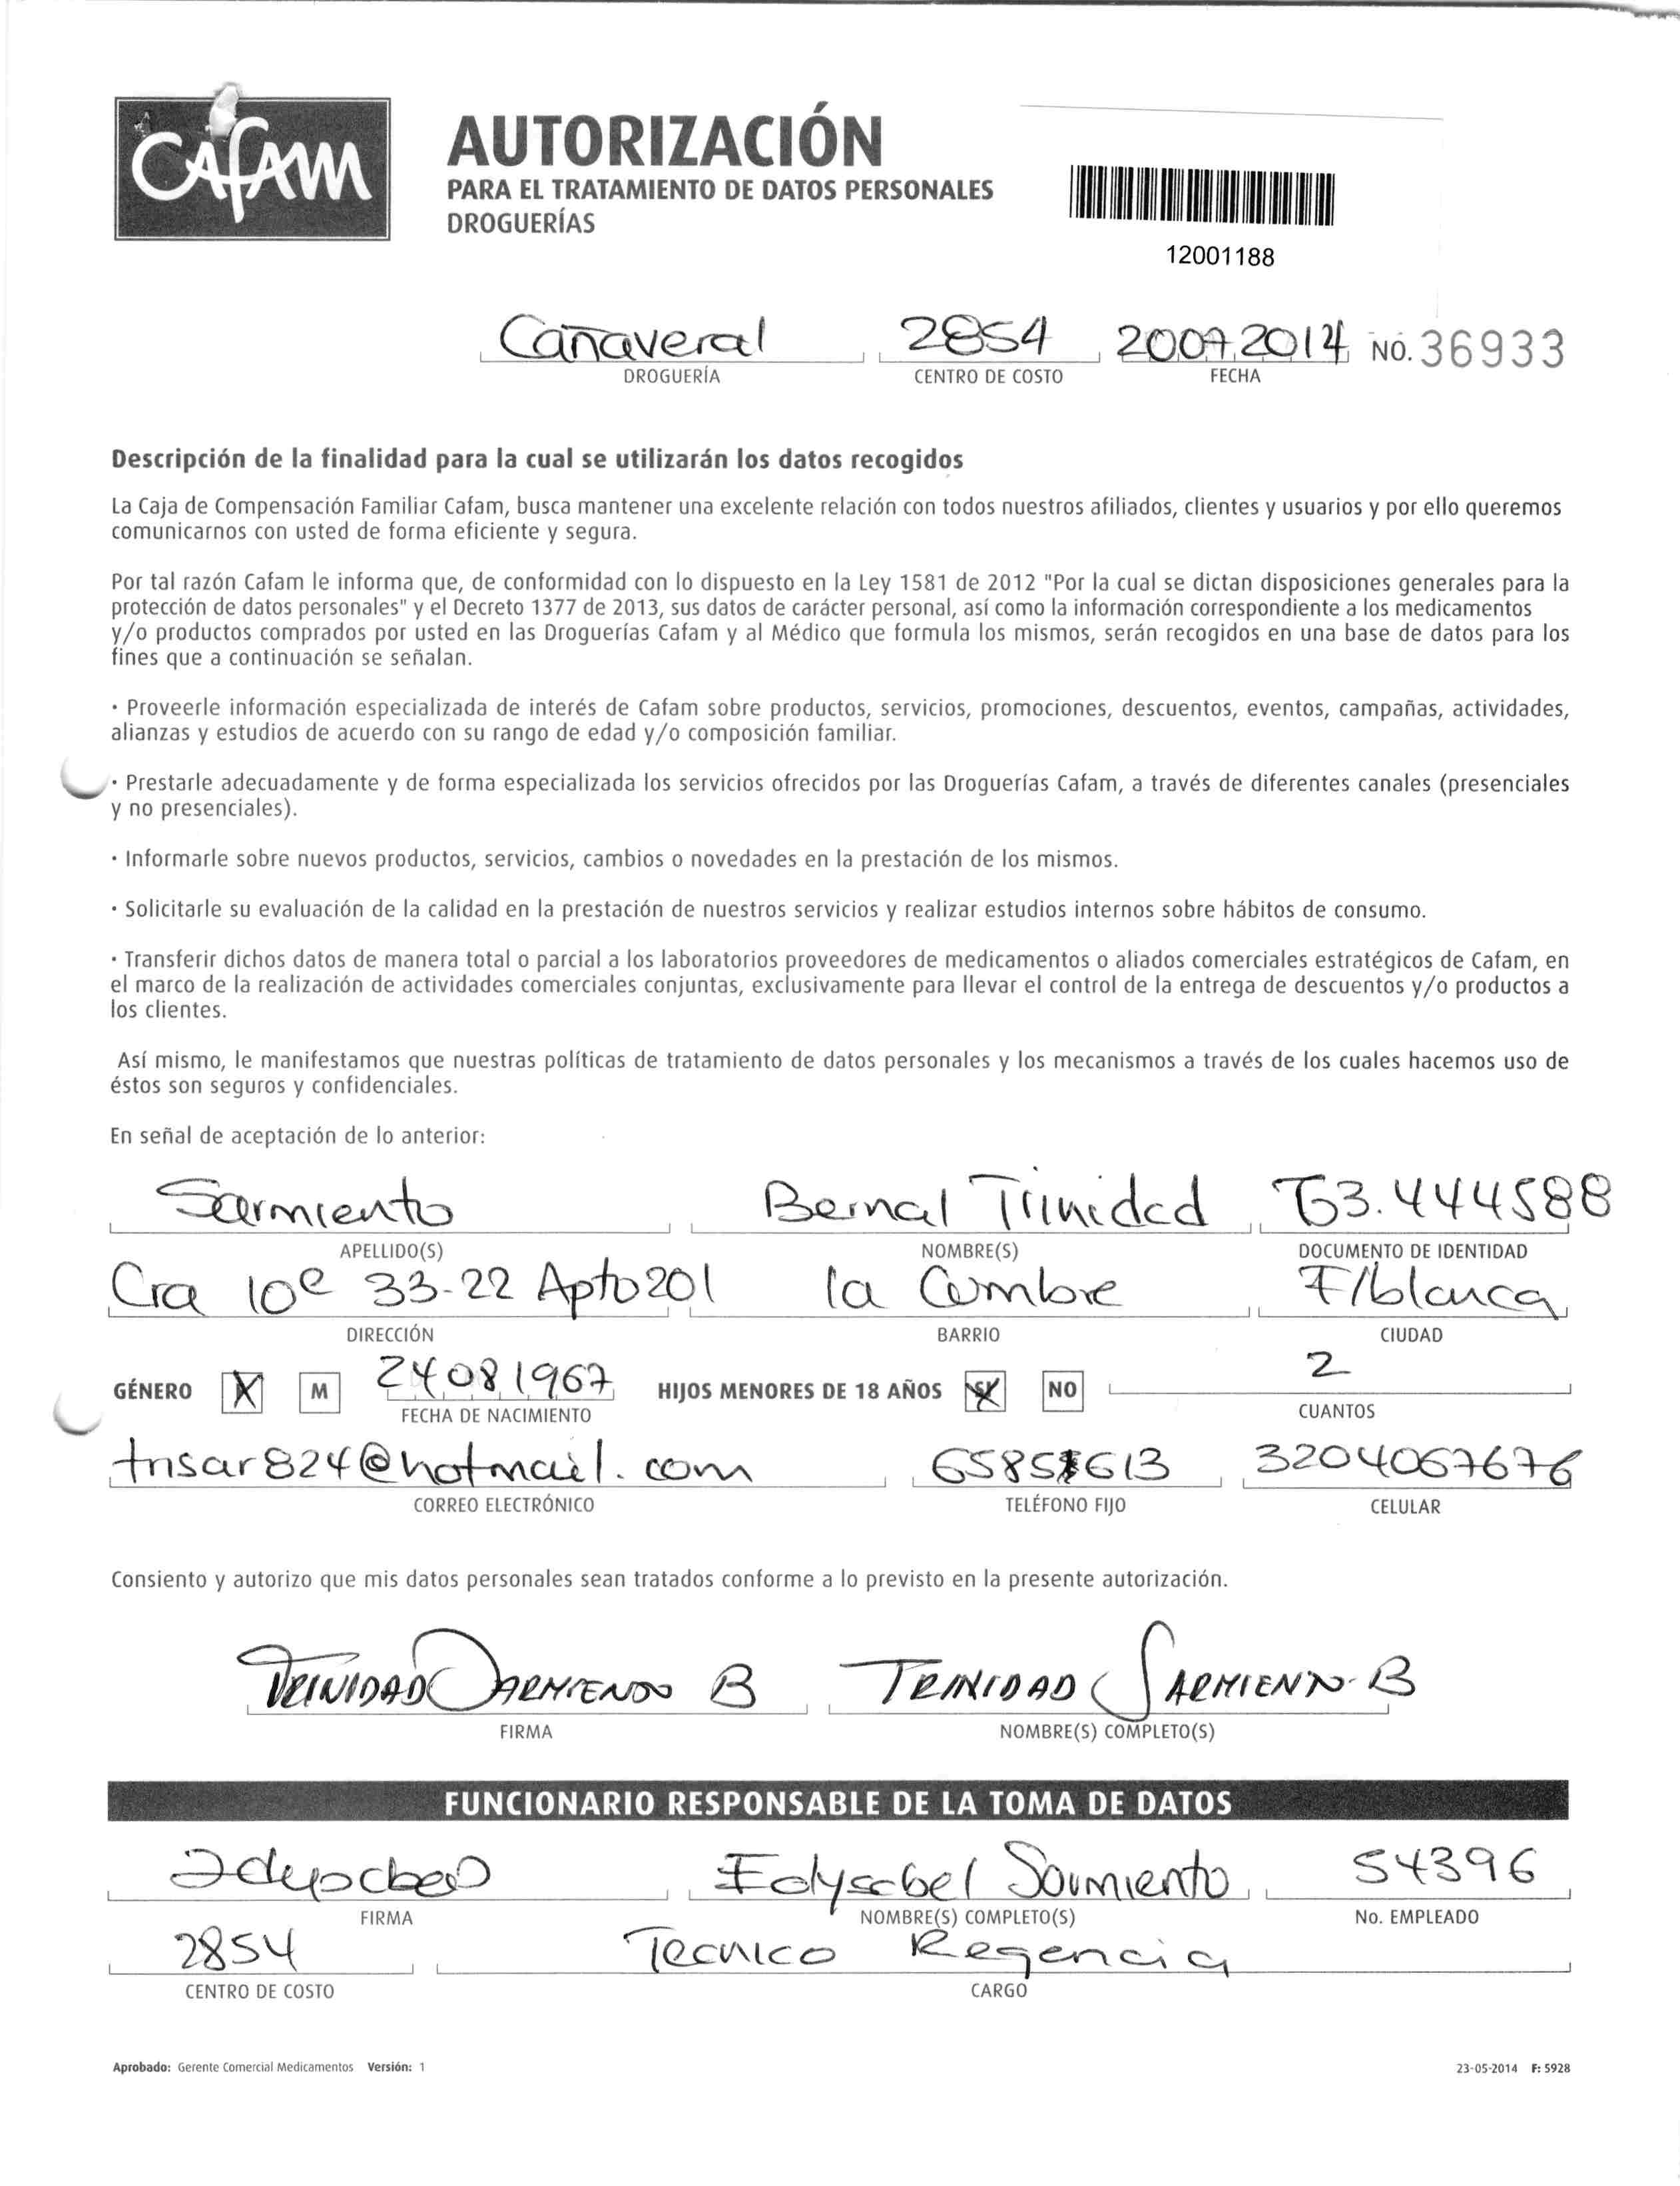 Cafam
AUTORIZACIÓN
PARA EL TRATAMIENTO DE DATOS PERSONALES
DROGUERÍAS
12001188
Cañaveral 2854 20072014 NO. 36933
DROGUERÍA CENTRO DE COSTO FECHA
Descripción de la finalidad para la cual se utilizarán los datos recogidos
La Caja de Compensación Familiar Cafam, busca mantener una excelente relación con todos nuestros afiliados, clientes y usuarios y por ello queremos
comunicarnos con usted de forma eficiente y segura.
Por tal razón Cafam le informa que, de conformidad con lo dispuesto en la Ley 1581 de 2012 "Por la cual se dictan disposiciones generales para la
protección de datos personales" y el Decreto 1377 de 2013, sus datos de carácter personal, así como la información correspondiente a los medicamentos
y/o productos comprados por usted en las Droguerías Cafam y al Médico que formula los mismos, serán recogidos en una base de datos para los
fines que a continuación se señalan.
· Proveerle información especializada de interés de Cafam sobre productos, servicios, promociones, descuentos, eventos, campañas, actividades,
alianzas y estudios de acuerdo con su rango de edad y/o composición familiar.
· Prestarle adecuadamente y de forma especializada los servicios ofrecidos por las Droguerías Cafam, a través de diferentes canales (presenciales
y no presenciales).
· Informarle sobre nuevos productos, servicios, cambios o novedades en la prestación de los mismos.
· Solicitarle su evaluación de la calidad en la prestación de nuestros servicios y realizar estudios internos sobre hábitos de consumo.
· Transferir dichos datos de manera total o parcial a los laboratorios proveedores de medicamentos o aliados comerciales estratégicos de Cafam, en
el marco de la realización de actividades comerciales conjuntas, exclusivamente para llevar el control de la entrega de descuentos y/o productos a
los clientes.
Así mismo, le manifestamos que nuestras políticas de tratamiento de datos personales y los mecanismos a través de los cuales hacemos uso de
éstos son seguros y confidenciales.
En señal de aceptación de lo anterior:
Sarmiento Bernal Trinidad 63.444588
APELLIDO(S) NOMBRE(S) DOCUMENTO DE IDENTIDAD
Cra 10e 33-22 Apto 201 la Cumbre F/blanca
DIRECCIÓN BARRIO CIUDAD
GÉNERO X M 24081967 HIJOS MENORES DE 18 AÑOS SI NO 2
FECHA DE NACIMIENTO CUANTOS
trisar824@hotmail.com 65851613 3204067676
CORREO ELECTRÓNICO TELÉFONO FIJO CELULAR
Consiento y autorizo que mis datos personales sean tratados conforme a lo previsto en la presente autorización.
TRINIDAD SARMIENTO B TRINIDAD SARMIENTO B
FIRMA NOMBRE(S) COMPLETO(S)
FUNCIONARIO RESPONSABLE DE LA TOMA DE DATOS
Edysabel Sarmiento 54396
FIRMA NOMBRE(S) COMPLETO(S) No. EMPLEADO
2854 Tecnico Regencia
CENTRO DE COSTO CARGO
Aprobado: Gerente Comercial Medicamentos Versión: 1 23-05-2014 F: 5928